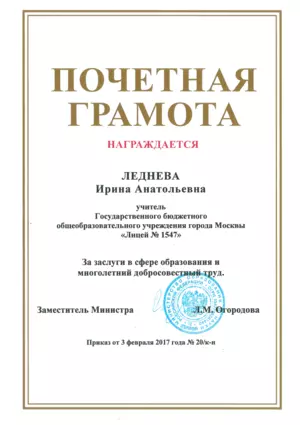 ПОЧЕТНАЯ
ГРАМОТА
НАГРАЖДАЕТСЯ
ЛЕДНЕВА
Ирина Анатольевна
учитель
Государственного бюджетного
общеобразовательного учреждения города Москвы
«Лицей № 1547»
За заслуги в сфере образования и
многолетний добросовестный труд.
Заместитель Министра
Л.М. Огородова
Приказ от 3 февраля 2017 года № 20/к-н